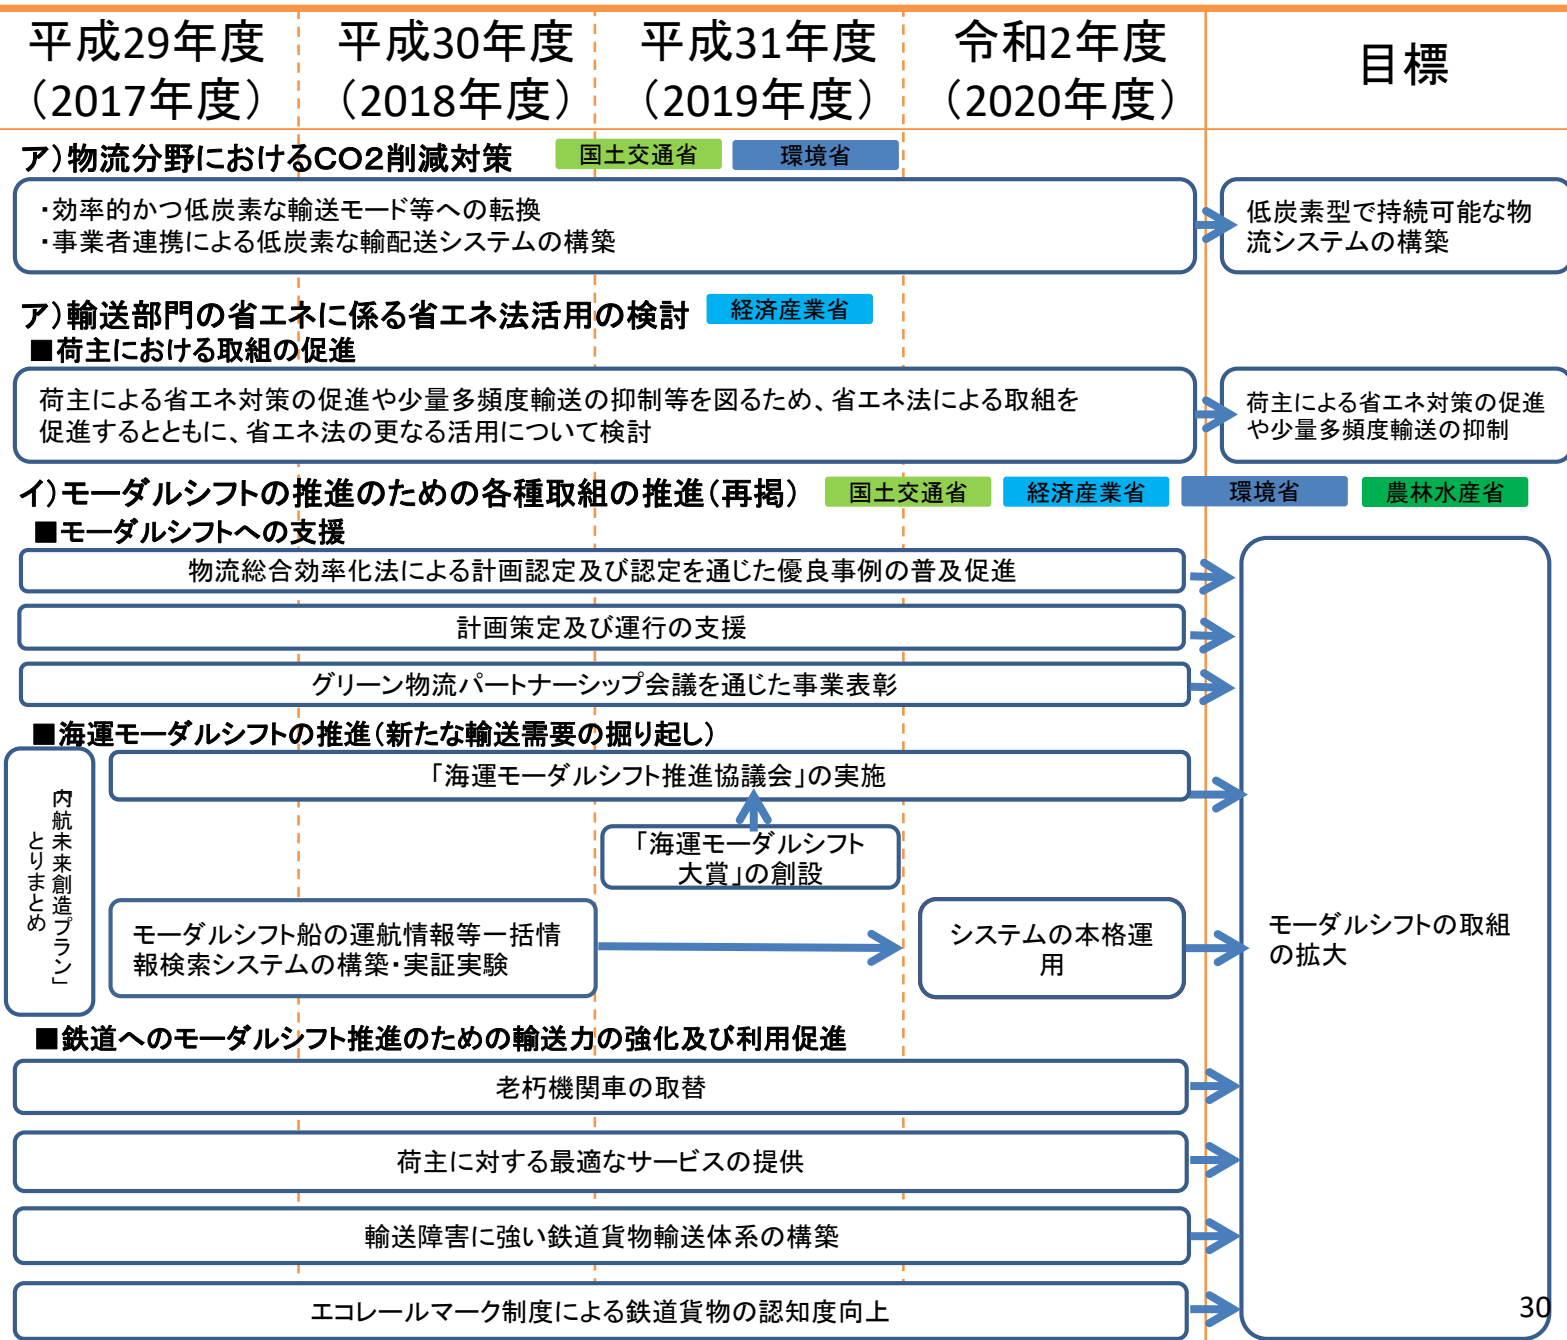 平成29年度
（2017年度）
平成30年度
（2018年度）
平成31年度
（2019年度）
令和2年度
（2020年度）
目標
ア）物流分野におけるCO2削減対策
国土交通省
環境省
・効率的かつ低炭素な輸送モード等への転換
・事業者連携による低炭素な輸配送システムの構築
低炭素型で持続可能な物
流システムの構築
ア）輸送部門の省エネに係る省エネ法活用の検討
経済産業省
■荷主における取組の促進
荷主による省エネ対策の促進や少量多頻度輸送の抑制等を図るため、省エネ法による取組を
促進するとともに、省エネ法の更なる活用について検討
荷主による省エネ対策の促進
や少量多頻度輸送の抑制
イ）モーダルシフトの推進のための各種取組の推進（再掲）
国土交通省
経済産業省
環境省
農林水産省
■モーダルシフトへの支援
物流総合効率化法による計画認定及び認定を通じた優良事例の普及促進
計画策定及び運行の支援
グリーン物流パートナーシップ会議を通じた事業表彰
■海運モーダルシフトの推進（新たな輸送需要の掘り起し）
「内航未来創造プラン」
とりまとめ
「海運モーダルシフト推進協議会」の実施
「海運モーダルシフト
大賞」の創設
モーダルシフト船の運航情報等一括情
報検索システムの構築・実証実験
システムの本格運
用
モーダルシフトの取組
の拡大
■鉄道へのモーダルシフト推進のための輸送力の強化及び利用促進
老朽機関車の取替
荷主に対する最適なサービスの提供
輸送障害に強い鉄道貨物輸送体系の構築
エコレールマーク制度による鉄道貨物の認知度向上
30